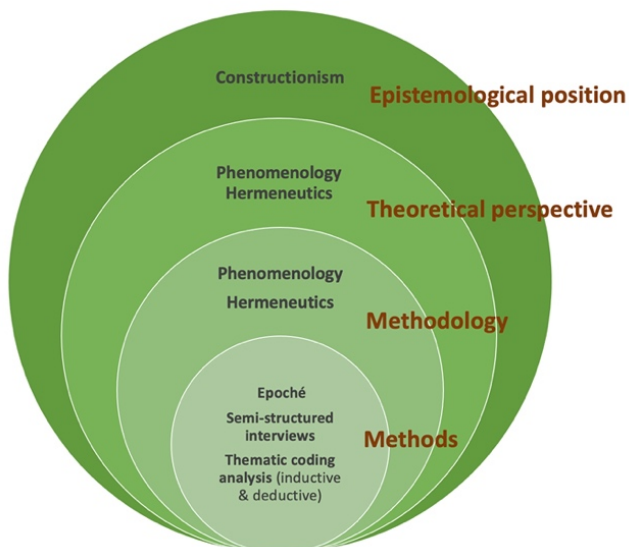 Constructionism
Epistemological position
Phenomenology
Hermeneutics
Theoretical perspective
Phenomenology
Hermeneutics
Methodology
Epoché
Semi-structured
interviews
Methods
Thematic coding
analysis (inductive
& deductive)